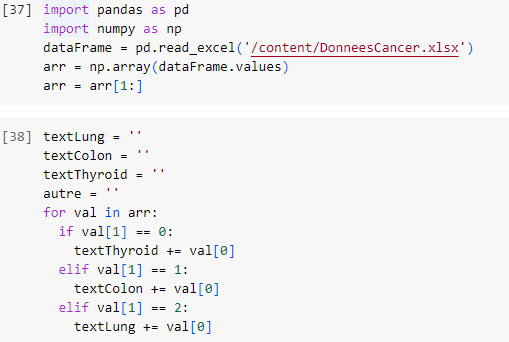 [37] import pandas as pd
import numpy as np
dataFrame = pd.read_excel('/content/DonneesCancer.xlsx')
arr = np.array(dataFrame.values)
arr = arr[1:]
[38] textLung = ''
textColon = ''
textThyroid = ''
autre = ''
for val in arr:
  if val[1] == 0:
    textThyroid += val[0]
  elif val[1] == 1:
    textColon += val[0]
  elif val[1] == 2:
    textLung += val[0]